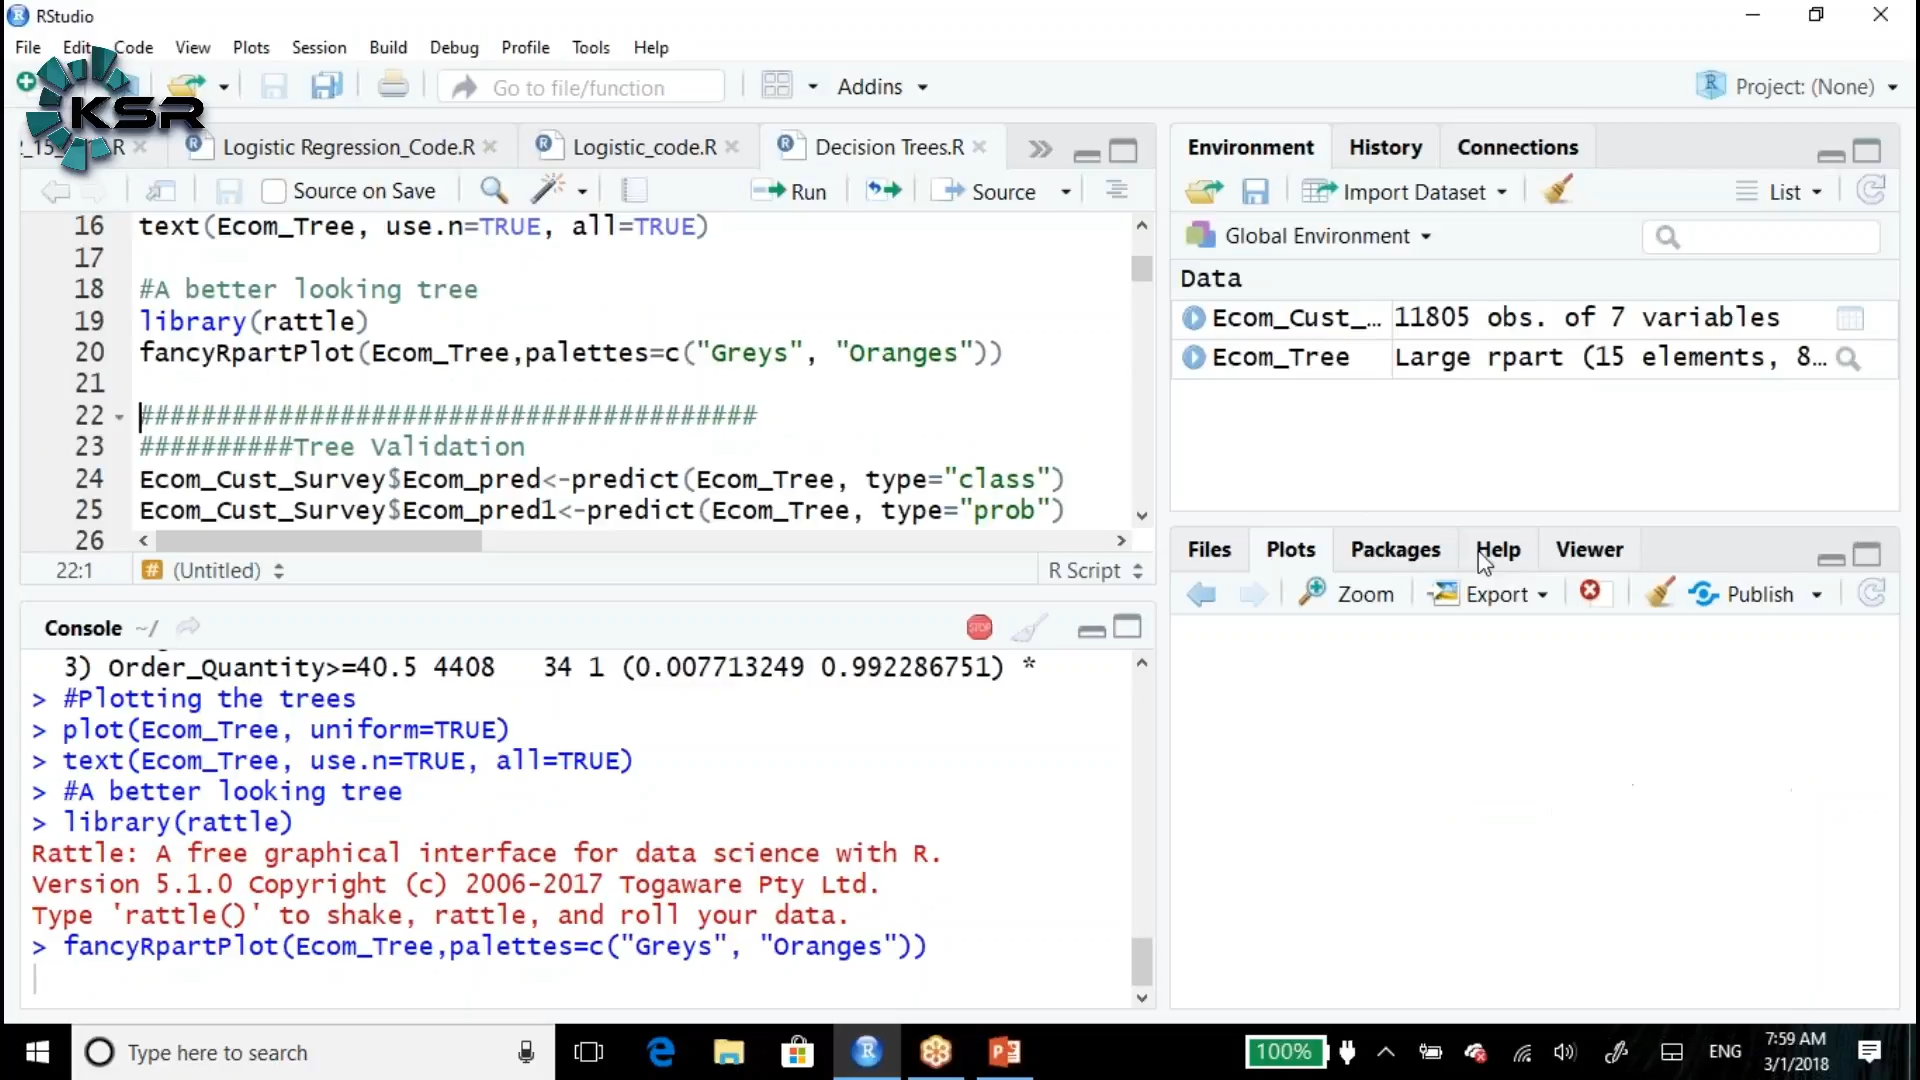 RStudio
File Edit Code View Plots Session Build Debug Profile Tools Help
Go to file/function
Addins
Project: (None)
KSR
Logistic Regression_Code.R
Logistic_code.R
Decision Trees.R
Source on Save
Run
Source
16 text(Ecom_Tree, use.n=TRUE, all=TRUE)
17
18 #A better looking tree
19 library(rattle)
20 fancyRpartPlot(Ecom_Tree,palettes=c("Greys", "Oranges"))
21
22 ########################################
23 ##########Tree Validation
24 Ecom_Cust_Survey$Ecom_pred<-predict(Ecom_Tree, type="class")
25 Ecom_Cust_Survey$Ecom_pred1<-predict(Ecom_Tree, type="prob")
26
22:1 # (Untitled) R Script
Console ~/
STOP
3) Order_Quantity>=40.5 4408 34 1 (0.007713249 0.992286751) *
> #Plotting the trees
> plot(Ecom_Tree, uniform=TRUE)
> text(Ecom_Tree, use.n=TRUE, all=TRUE)
> #A better looking tree
> library(rattle)
Rattle: A free graphical interface for data science with R.
Version 5.1.0 Copyright (c) 2006-2017 Togaware Pty Ltd.
Type 'rattle()' to shake, rattle, and roll your data.
> fancyRpartPlot(Ecom_Tree,palettes=c("Greys", "Oranges"))
Environment History Connections
Import Dataset
List
Global Environment
Data
Ecom_Cust_… 11805 obs. of 7 variables
Ecom_Tree Large rpart (15 elements, 8…
Files Plots Packages Help Viewer
Zoom Export Publish
Type here to search
100%
ENG
7:59 AM
3/1/2018